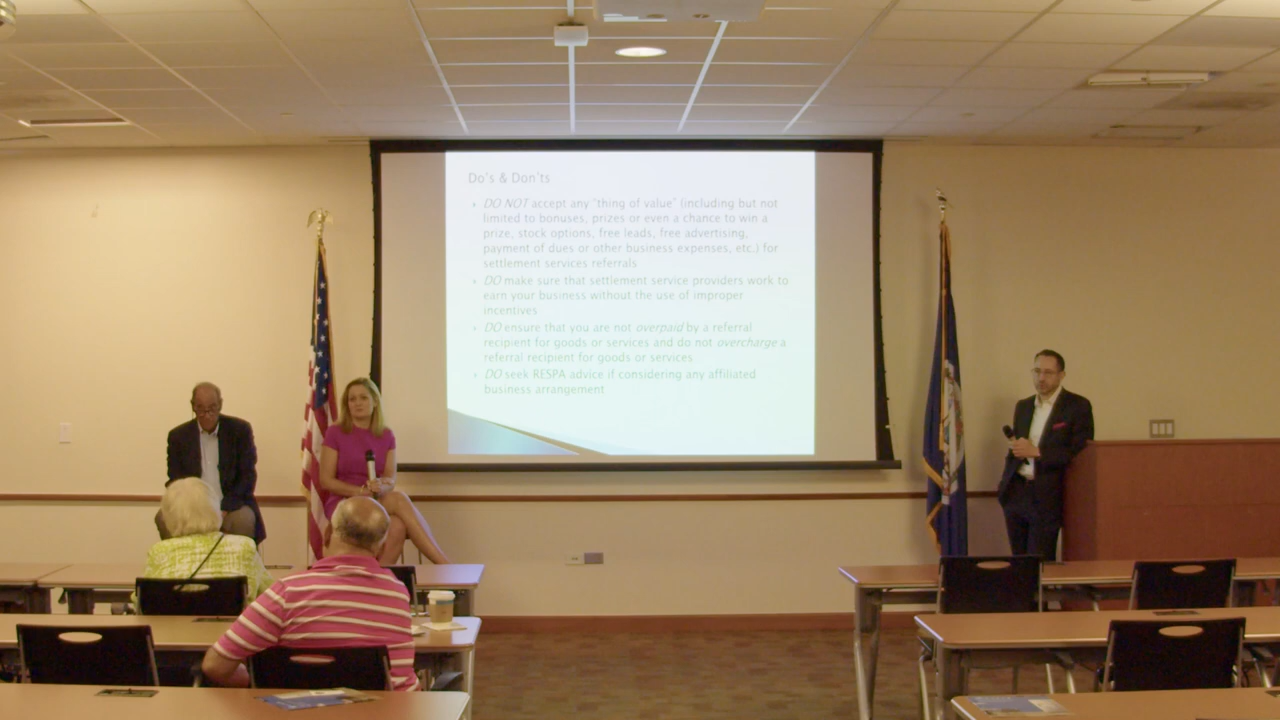 Do's & Don'ts
DO NOT accept any "thing of value" (including but not
limited to bonuses, prizes or even a chance to win a
prize, stock options, free leads, free advertising,
payment of dues or other business expenses, etc.) for
settlement services referrals
DO make sure that settlement service providers work to
earn your business without the use of improper
incentives
DO ensure that you are not overpaid by a referral
recipient for goods or services and do not overcharge a
referral recipient for goods or services
DO seek RESPA advice if considering any affiliated
business arrangement